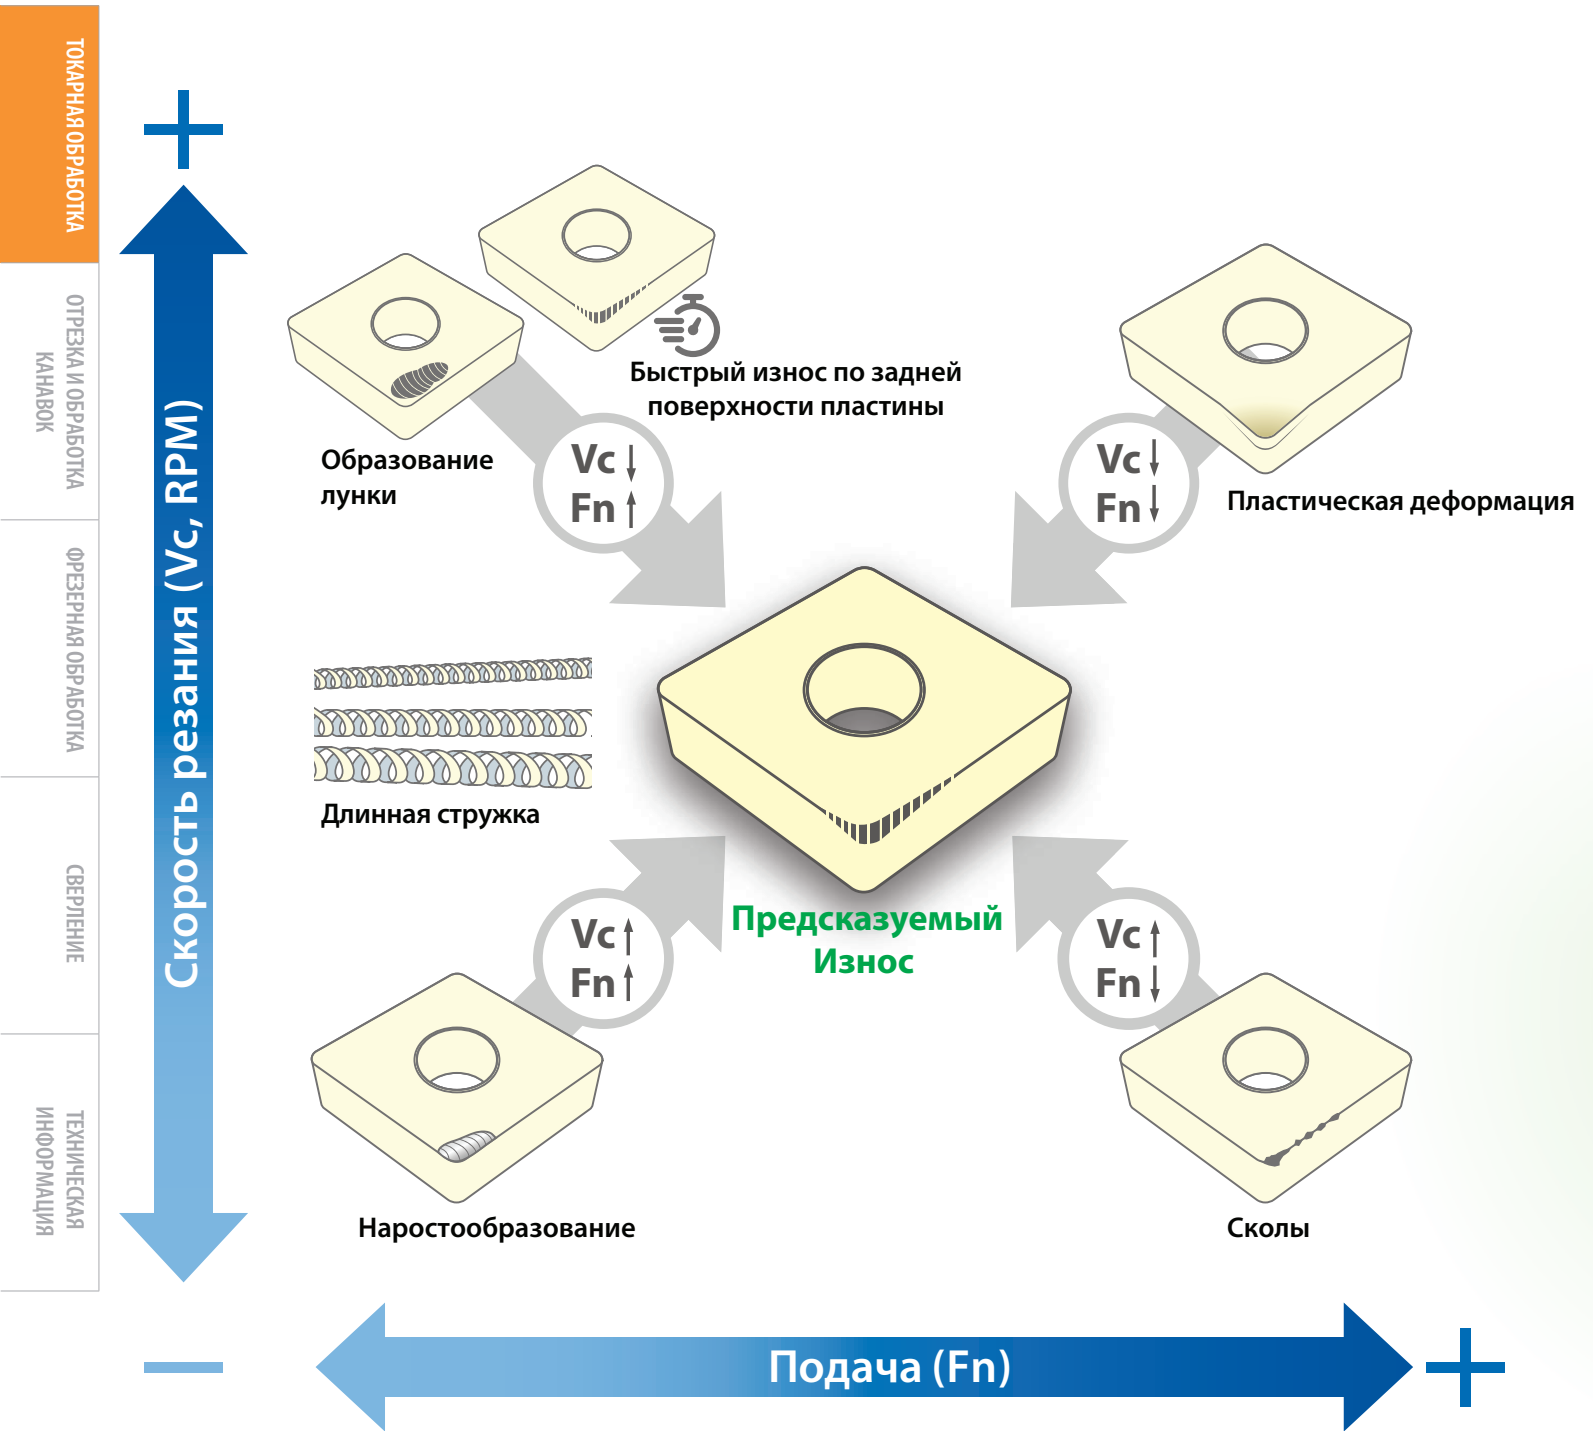 ТОКАРНАЯ ОБРАБОТКА
ОТРЕЗКА И ОБРАБОТКА
КАНАВОК
ФРЕЗЕРНАЯ ОБРАБОТКА
СВЕРЛЕНИЕ
ТЕХНИЧЕСКАЯ
ИНФОРМАЦИЯ
+
Скорость резания (Vc, RPM)
Быстрый износ по задней
поверхности пластины
Образование
лунки
Vc ↓
Fn ↑
Vc ↓
Fn ↓
Пластическая деформация
Длинная стружка
Предсказуемый
Износ
Vc ↑
Fn ↑
Vc ↑
Fn ↓
Наростообразование
Сколы
−
Подача (Fn)
+